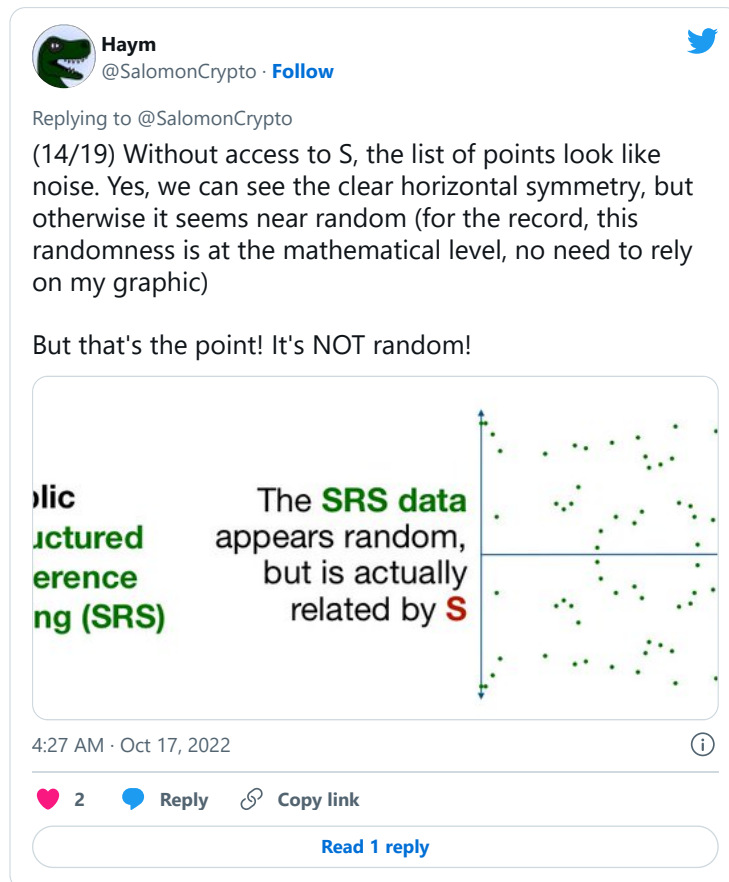 Haym
@SalomonCrypto · Follow
Replying to @SalomonCrypto
(14/19) Without access to S, the list of points look like
noise. Yes, we can see the clear horizontal symmetry, but
otherwise it seems near random (for the record, this
randomness is at the mathematical level, no need to rely
on my graphic)
But that's the point! It's NOT random!
lic
uctured
erence
ng (SRS)
The SRS data
appears random,
but is actually
related by S
4:27 AM · Oct 17, 2022
2 Reply Copy link
Read 1 reply